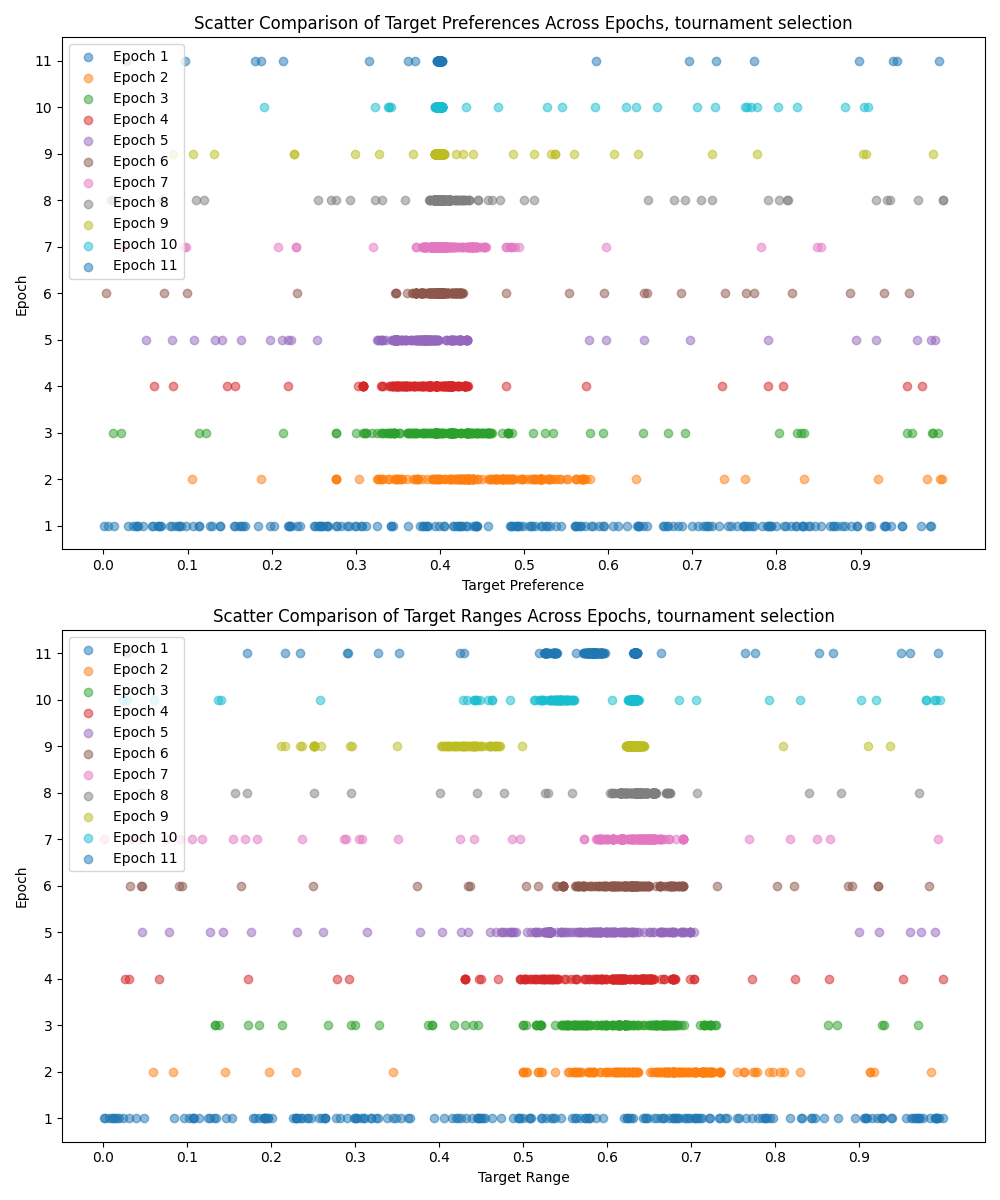 Scatter Comparison of Target Preferences Across Epochs, tournament selection
Epoch
11
10
9
8
7
6
5
4
3
2
1
Epoch 1
Epoch 2
Epoch 3
Epoch 4
Epoch 5
Epoch 6
Epoch 7
Epoch 8
Epoch 9
Epoch 10
Epoch 11
0.0 0.1 0.2 0.3 0.4 0.5 0.6 0.7 0.8 0.9
Target Preference
Scatter Comparison of Target Ranges Across Epochs, tournament selection
Epoch
11
10
9
8
7
6
5
4
3
2
1
Epoch 1
Epoch 2
Epoch 3
Epoch 4
Epoch 5
Epoch 6
Epoch 7
Epoch 8
Epoch 9
Epoch 10
Epoch 11
0.0 0.1 0.2 0.3 0.4 0.5 0.6 0.7 0.8 0.9
Target Range